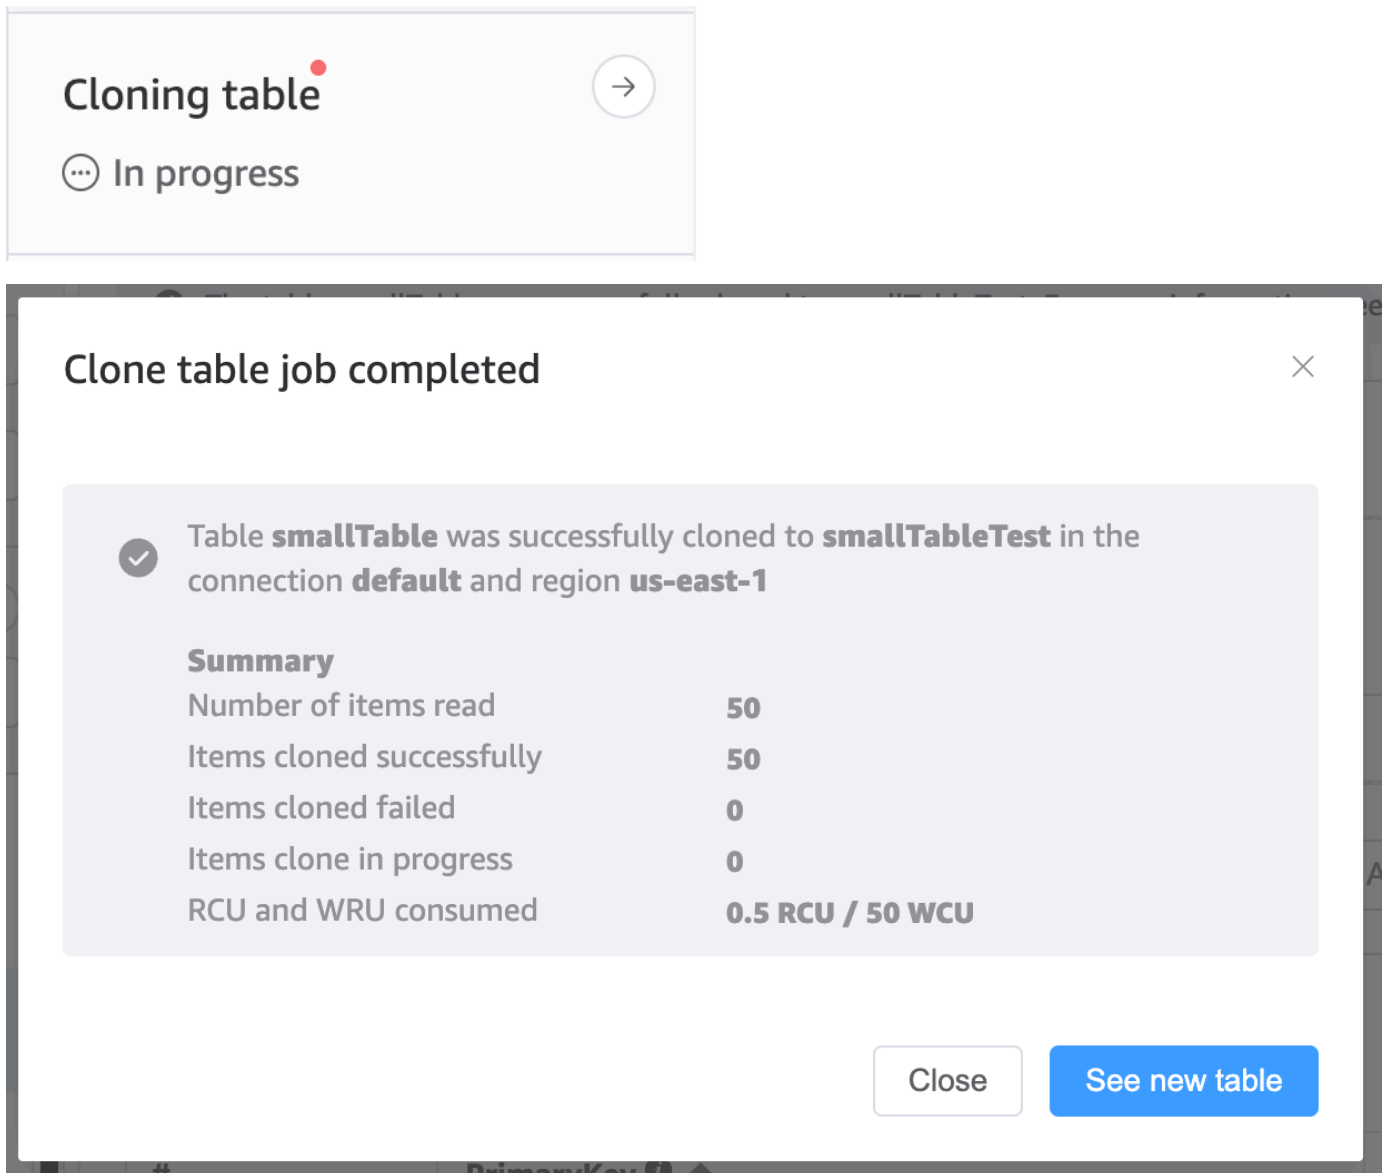 Cloning table
In progress
Clone table job completed
Table smallTable was successfully cloned to smallTableTest in the
connection default and region us-east-1
Summary
Number of items read 50
Items cloned successfully 50
Items cloned failed 0
Items clone in progress 0
RCU and WRU consumed 0.5 RCU / 50 WCU
Close
See new table
# PrimaryKey